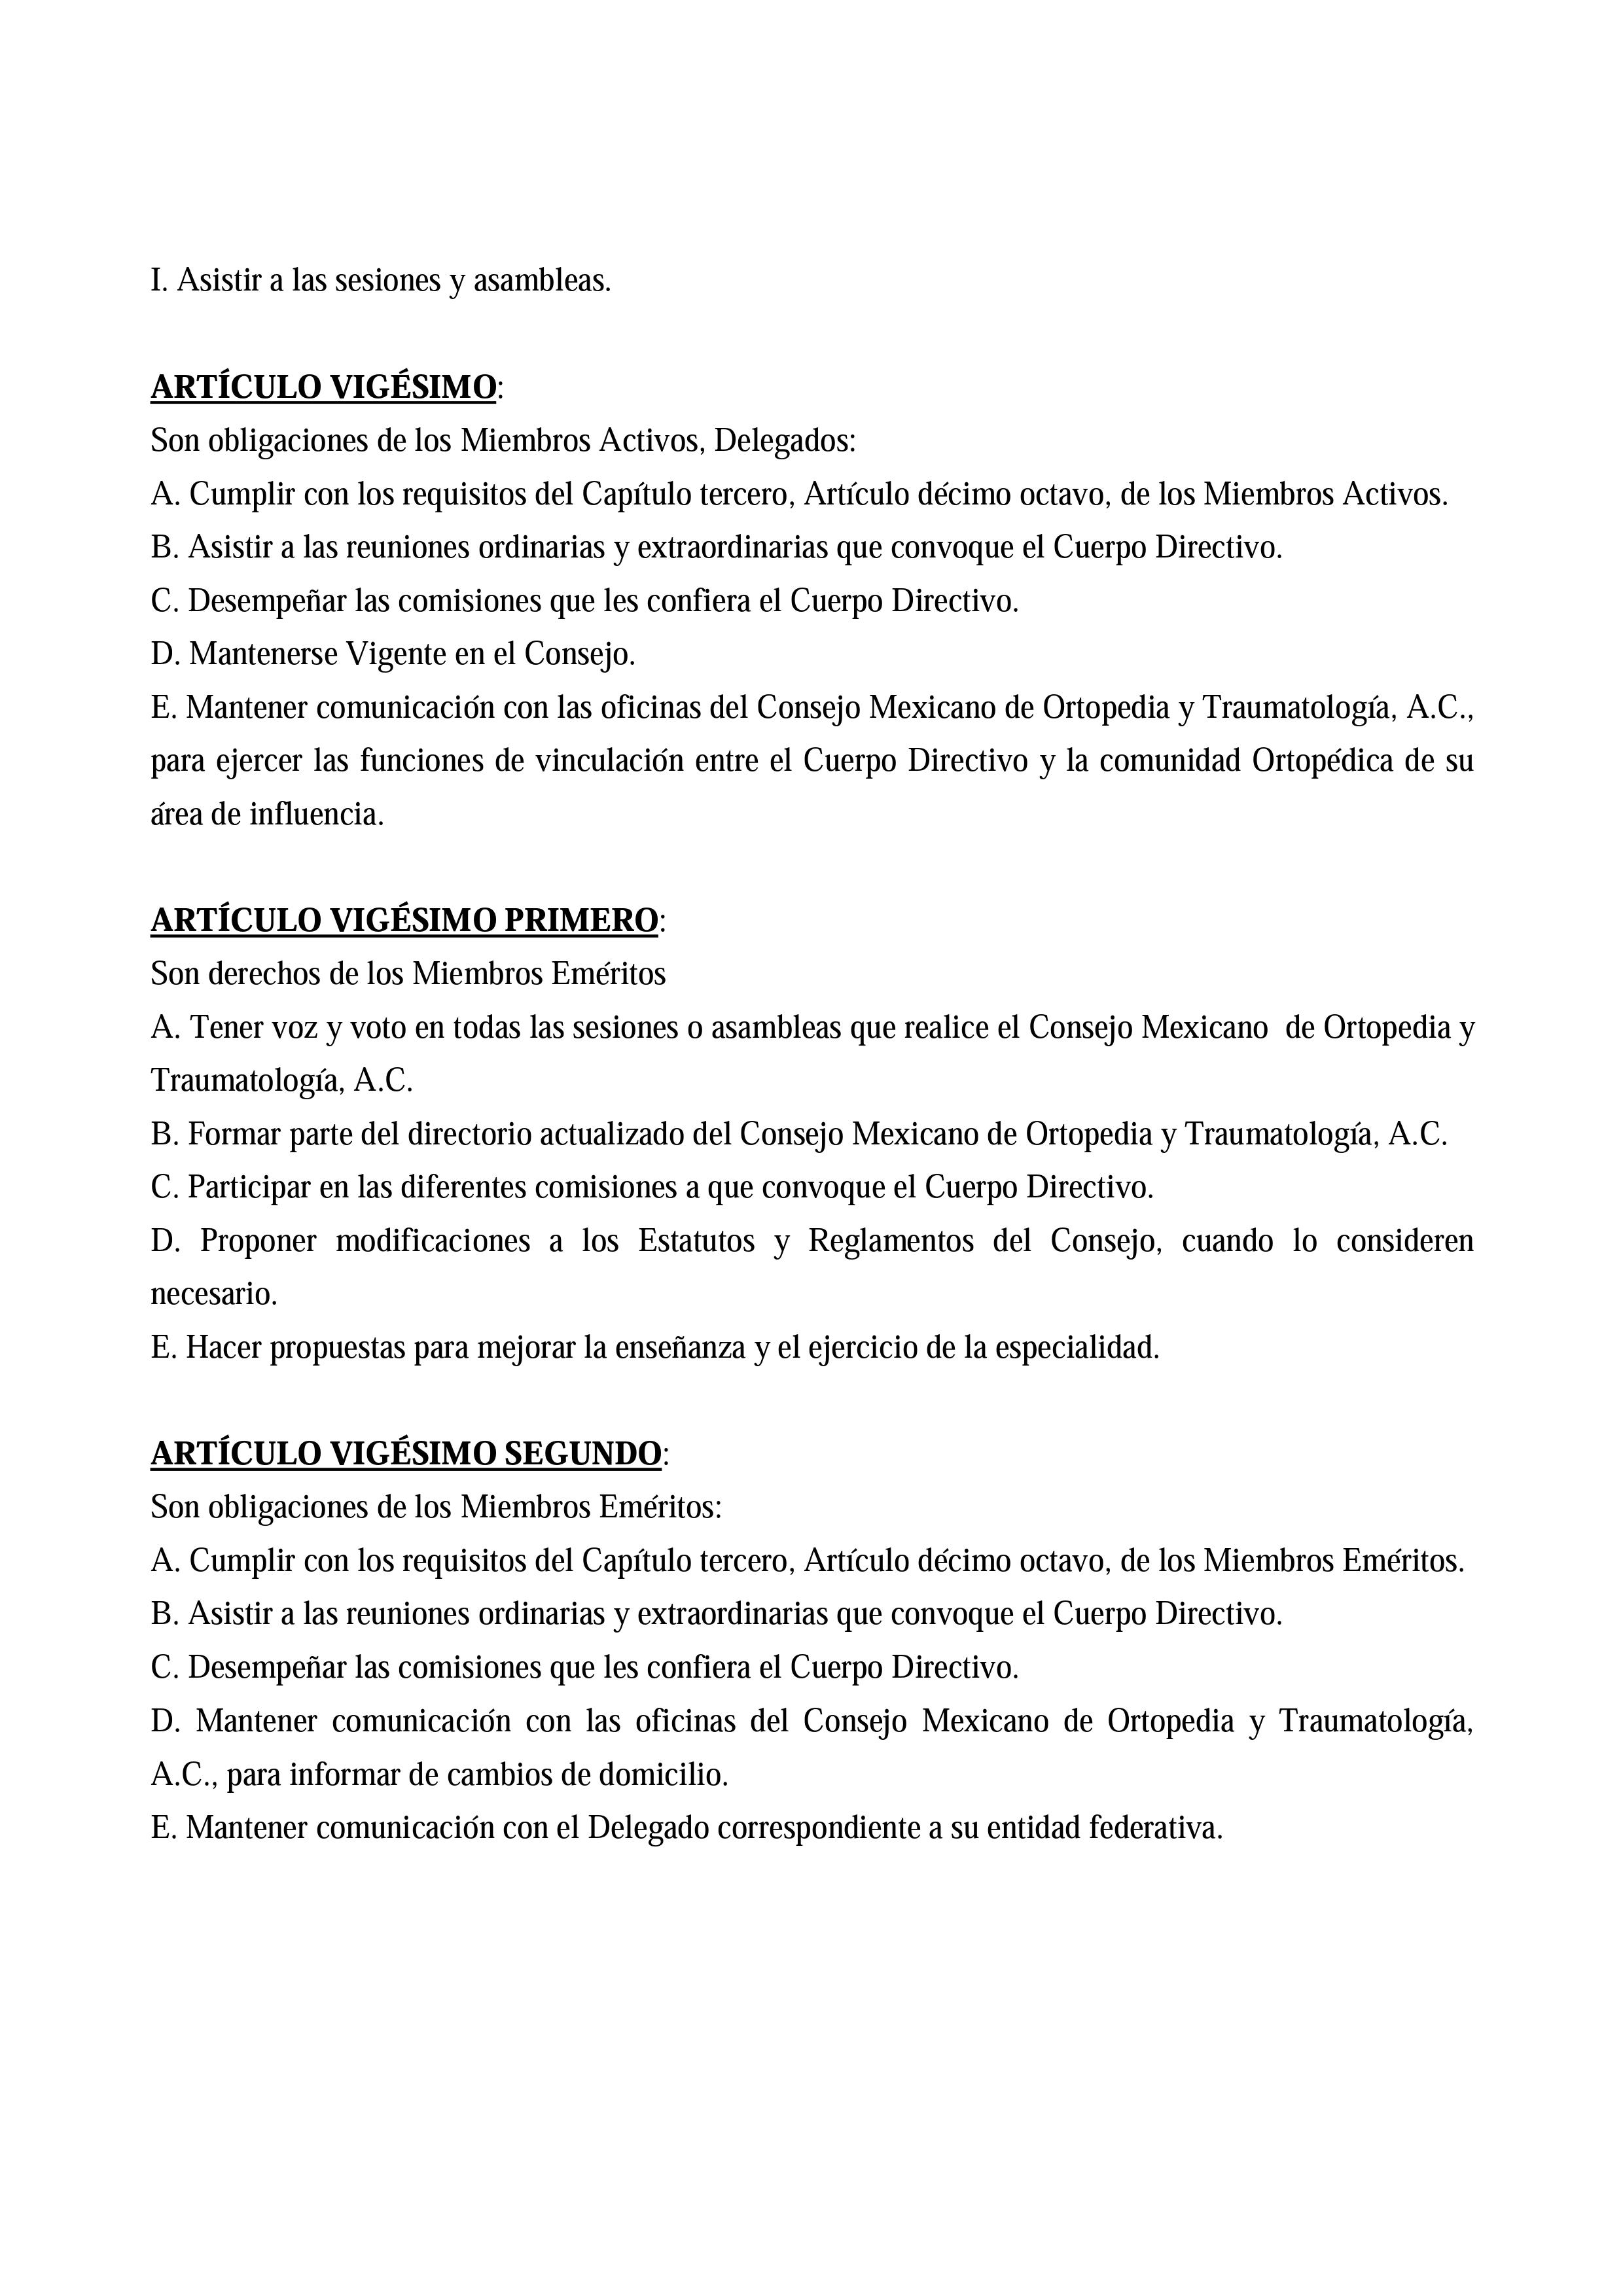 I. Asistir a las sesiones y asambleas.
ARTÍCULO VIGÉSIMO:
Son obligaciones de los Miembros Activos, Delegados:
A. Cumplir con los requisitos del Capítulo tercero, Artículo décimo octavo, de los Miembros Activos.
B. Asistir a las reuniones ordinarias y extraordinarias que convoque el Cuerpo Directivo.
C. Desempeñar las comisiones que les confiera el Cuerpo Directivo.
D. Mantenerse Vigente en el Consejo.
E. Mantener comunicación con las oficinas del Consejo Mexicano de Ortopedia y Traumatología, A.C.,
para ejercer las funciones de vinculación entre el Cuerpo Directivo y la comunidad Ortopédica de su
área de influencia.
ARTÍCULO VIGÉSIMO PRIMERO:
Son derechos de los Miembros Eméritos
A. Tener voz y voto en todas las sesiones o asambleas que realice el Consejo Mexicano  de Ortopedia y
Traumatología, A.C.
B. Formar parte del directorio actualizado del Consejo Mexicano de Ortopedia y Traumatología, A.C.
C. Participar en las diferentes comisiones a que convoque el Cuerpo Directivo.
D. Proponer modificaciones a los Estatutos y Reglamentos del Consejo, cuando lo consideren
necesario.
E. Hacer propuestas para mejorar la enseñanza y el ejercicio de la especialidad.
ARTÍCULO VIGÉSIMO SEGUNDO:
Son obligaciones de los Miembros Eméritos:
A. Cumplir con los requisitos del Capítulo tercero, Artículo décimo octavo, de los Miembros Eméritos.
B. Asistir a las reuniones ordinarias y extraordinarias que convoque el Cuerpo Directivo.
C. Desempeñar las comisiones que les confiera el Cuerpo Directivo.
D. Mantener comunicación con las oficinas del Consejo Mexicano de Ortopedia y Traumatología,
A.C., para informar de cambios de domicilio.
E. Mantener comunicación con el Delegado correspondiente a su entidad federativa.